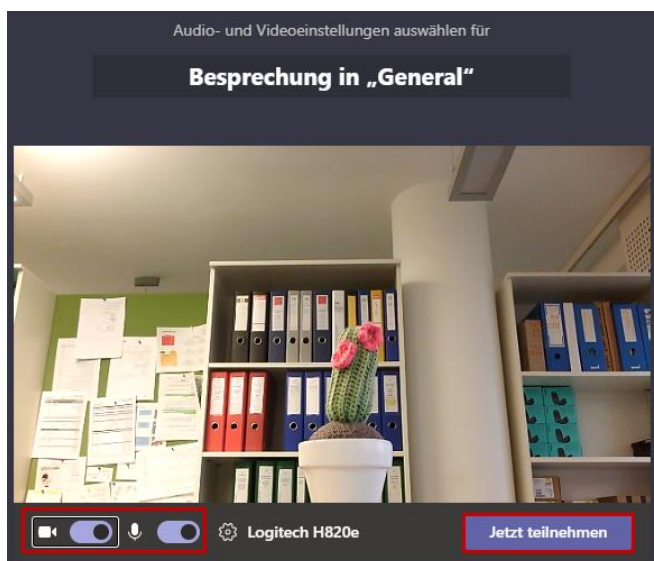 Audio- und Videoeinstellungen auswählen für
Besprechung in „General“
Logitech H820e
Jetzt teilnehmen